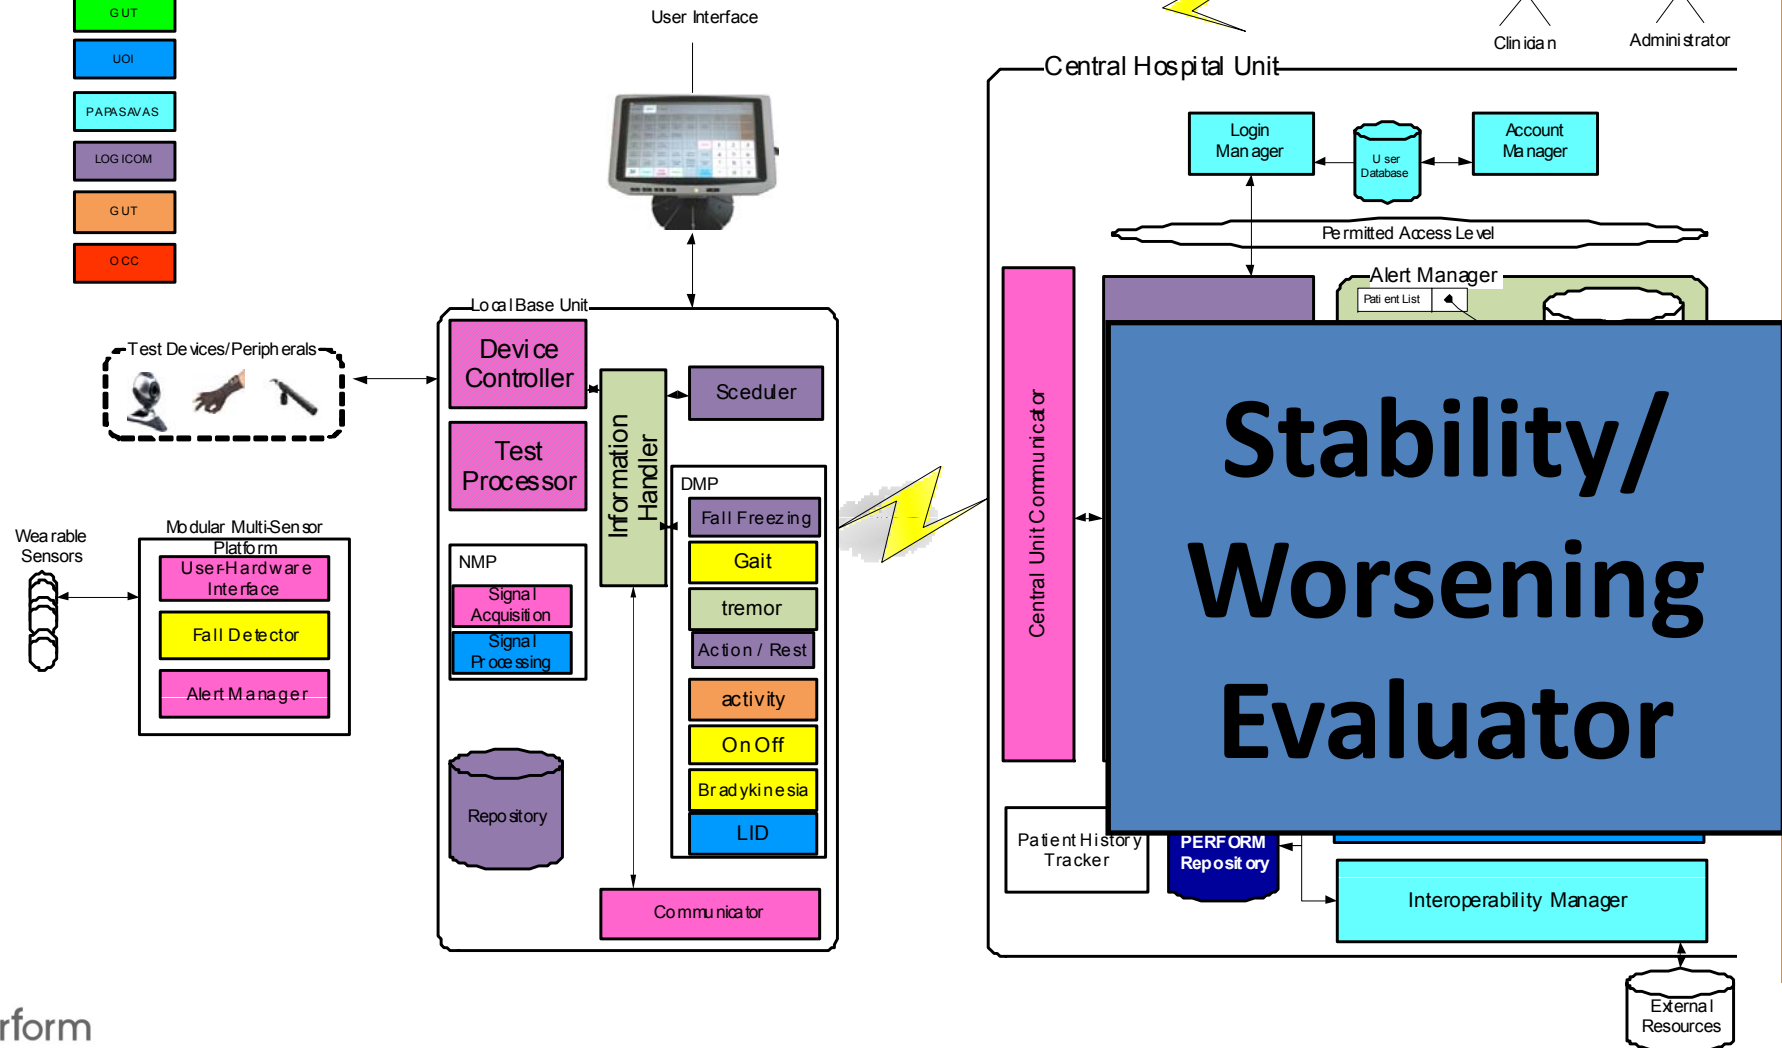 GUT
UOI
PAPASAVAS
LOGICOM
GUT
OCC
User Interface
Clinician
Administrator
Central Hospital Unit
Login
Manager
User
Database
Account
Manager
Permitted Access Level
Alert Manager
Patient List
Local Base Unit
Test Devices/Peripherals
Device
Controller
Sceduler
Information
Handler
Test
Processor
DMP
Fall Freezing
Gait
tremor
Action / Rest
activity
On Off
Bradykinesia
LID
NMP
Signal
Acquisition
Signal
Processing
Repository
Communicator
Wearable
Sensors
Modular Multi-Sensor
Platform
User-Hardware
Interface
Fall Detector
Alert Manager
Central Unit Communicator
Stability/
Worsening
Evaluator
Patient History
Tracker
PERFORM
Repository
Interoperability Manager
External
Resources
rform